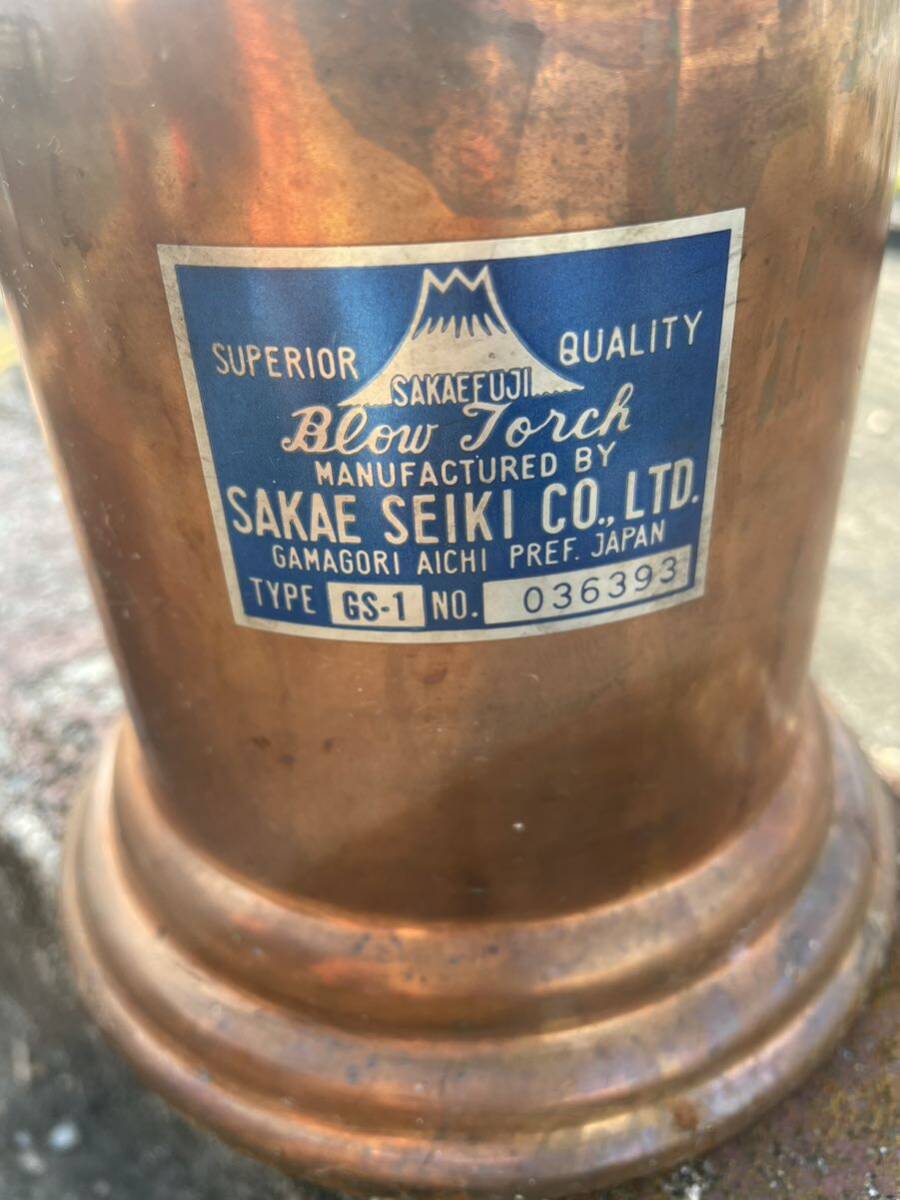 SUPERIOR QUALITY
SAKAEFUJI
Blow Torch
MANUFACTURED BY
SAKAE SEIKI CO., LTD.
GAMAGORI AICHI PREF. JAPAN
TYPE GS-1 NO. 036393